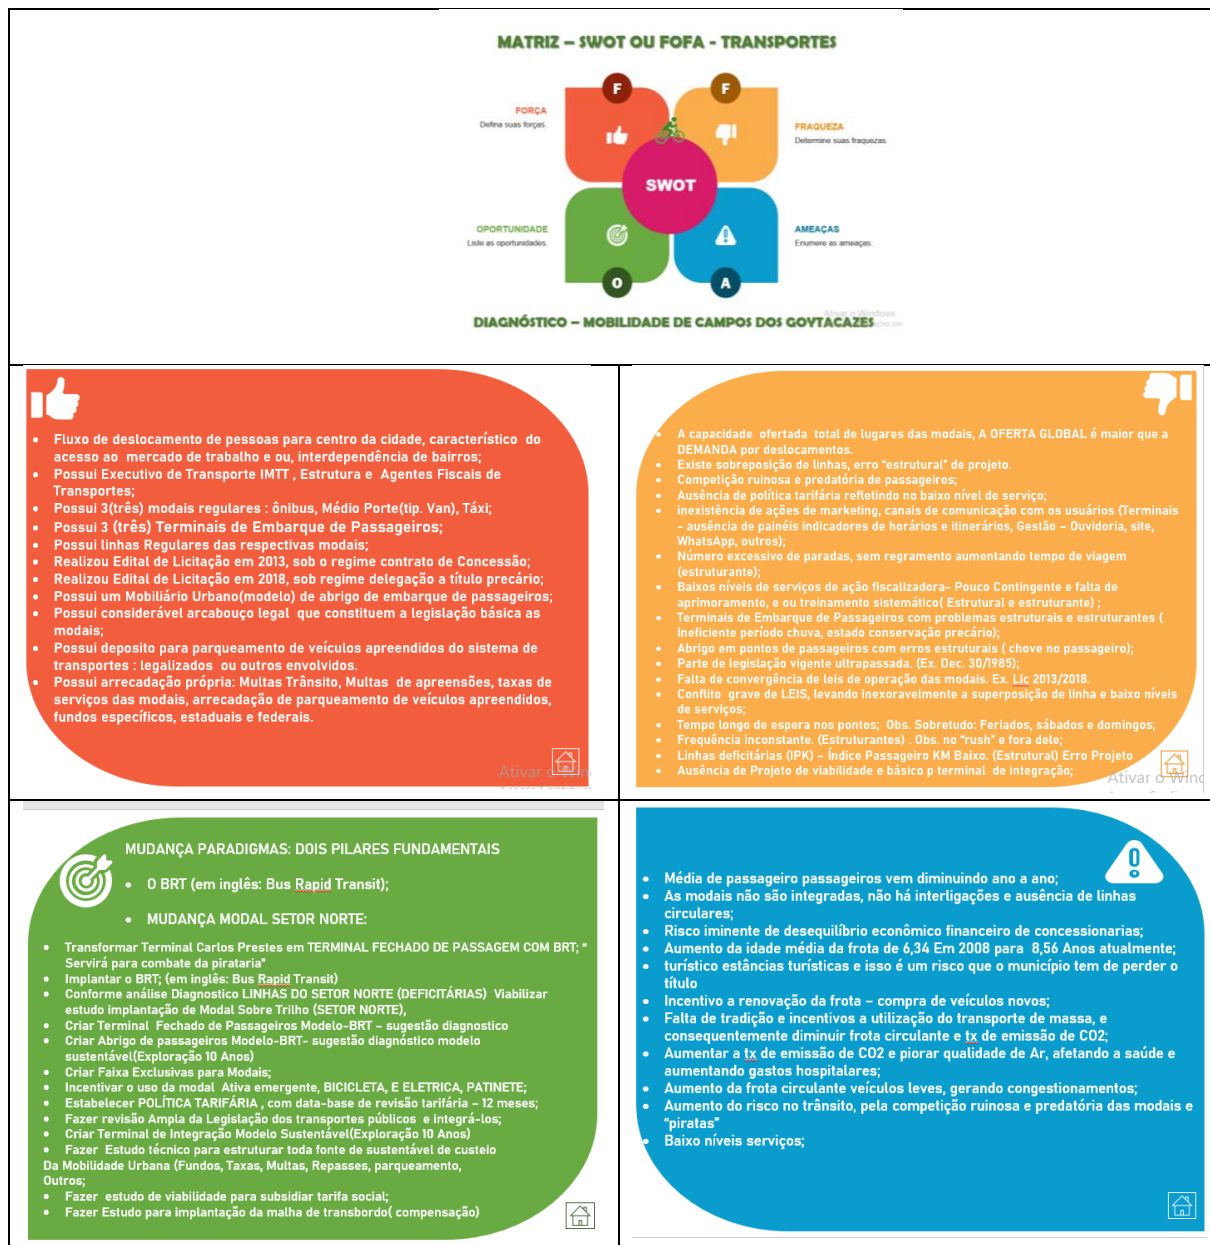 MATRIZ – SWOT OU FOFA - TRANSPORTES
F
F
FORÇA
Defina suas forças.
FRAQUEZA
Determine suas fraquezas
SWOT
OPORTUNIDADE
Liste as oportunidades.
AMEAÇAS
Enumere as ameaças.
O
A
Ativar o Windows
DIAGNÓSTICO – MOBILIDADE DE CAMPOS DOS GOYTACAZES
• Fluxo de deslocamento de pessoas para centro da cidade, característico do
acesso ao mercado de trabalho e ou, interdependência de bairros;
• Possui Executivo de Transporte IMTT , Estrutura e Agentes Fiscais de
Transportes;
• Possui 3(três) modais regulares : ônibus, Médio Porte(tip. Van), Táxi;
• Possui 3 (três) Terminais de Embarque de Passageiros;
• Possui linhas Regulares das respectivas modais;
• Realizou Edital de Licitação em 2013, sob o regime contrato de Concessão;
• Realizou Edital de Licitação em 2018, sob regime delegação a título precário;
• Possui um Mobiliário Urbano(modelo) de abrigo de embarque de passageiros;
• Possui considerável arcabouço legal que constituem a legislação básica as
modais;
• Possui deposito para parqueamento de veículos apreendidos do sistema de
transportes : legalizados ou outros envolvidos.
• Possui arrecadação própria: Multas Trânsito, Multas de apreensões, taxas de
serviços das modais, arrecadação de parqueamento de veículos apreendidos,
fundos específicos, estaduais e federais.
Ativar o Win
• A capacidade ofertada total de lugares das modais, A OFERTA GLOBAL é maior que a
DEMANDA por deslocamentos.
• Existe sobreposição de linhas, erro "estrutural" de projeto.
• Competição ruinosa e predatória de passageiros;
• Ausência de política tarifária refletindo no baixo nível de serviço;
• inexistência de ações de marketing, canais de comunicação com os usuários (Terminais
– ausência de painéis indicadores de horários e itinerários, Gestão – Ouvidoria, site,
WhatsApp, outros);
• Número excessivo de paradas, sem regramento aumentando tempo de viagem
(estruturante);
• Baixos níveis de serviços de ação fiscalizadora– Pouco Contingente e falta de
aprimoramento, e ou treinamento sistemático( Estrutural e estruturante) ;
• Terminais de Embarque de Passageiros com problemas estruturais e estruturantes (
Ineficiente período chuva, estado conservação precário);
• Abrigo em pontos de passageiros com erros estruturais ( chove no passageiro);
• Parte de legislação vigente ultrapassada. (Ex. Dec. 30/1985);
• Falta de convergência de leis de operação das modais. Ex. Lic 2013/2018.
• Conflito grave de LEIS, levando inexoravelmente a superposição de linha e baixo níveis
de serviços;
• Tempo longo de espera nos pontos; Obs. Sobretudo: Feriados, sábados e domingos;
• Frequência inconstante. (Estruturantes) . Obs. no "rush" e fora dele;
• Linhas deficitárias (IPK) – Índice Passageiro KM Baixo. (Estrutural) Erro Projeto
• Ausência de Projeto de viabilidade e básico p terminal de integração;
Ativar o Wind
MUDANÇA PARADIGMAS: DOIS PILARES FUNDAMENTAIS
• O BRT (em inglês: Bus Rapid Transit);
• MUDANÇA MODAL SETOR NORTE:
• Transformar Terminal Carlos Prestes em TERMINAL FECHADO DE PASSAGEM COM BRT; "
Servirá para combate da pirataria"
• Implantar o BRT; (em inglês: Bus Rapid Transit)
• Conforme análise Diagnostico LINHAS DO SETOR NORTE (DEFICITÁRIAS) Viabilizar
estudo implantação de Modal Sobre Trilho (SETOR NORTE),
• Criar Terminal Fechado de Passageiros Modelo-BRT – sugestão diagnostico
• Criar Abrigo de passageiros Modelo-BRT- sugestão diagnóstico modelo
sustentável(Exploração 10 Anos)
• Criar Faixa Exclusivas para Modais;
• Incentivar o uso da modal Ativa emergente, BICICLETA, E ELETRICA, PATINETE;
• Estabelecer POLÍTICA TARIFÁRIA , com data-base de revisão tarifária – 12 meses;
• Fazer revisão Ampla da Legislação dos transportes públicos e integrá-los;
• Criar Terminal de Integração Modelo Sustentável(Exploração 10 Anos)
• Fazer Estudo técnico para estruturar toda fonte de sustentável de custeio
Da Mobilidade Urbana (Fundos, Taxas, Multas, Repasses, parqueamento,
Outros;
• Fazer estudo de viabilidade para subsidiar tarifa social;
• Fazer Estudo para implantação da malha de transbordo( compensação)
• Média de passageiro passageiros vem diminuindo ano a ano;
• As modais não são integradas, não há interligações e ausência de linhas
circulares;
• Risco iminente de desequilíbrio econômico financeiro de concessionarias;
• Aumento da idade média da frota de 6,34 Em 2008 para 8,56 Anos atualmente;
• turístico estâncias turísticas e isso é um risco que o município tem de perder o
título
• Incentivo a renovação da frota – compra de veículos novos;
• Falta de tradição e incentivos a utilização do transporte de massa, e
consequentemente diminuir frota circulante e tx de emissão de CO2;
• Aumentar a tx de emissão de CO2 e piorar qualidade de Ar, afetando a saúde e
aumentando gastos hospitalares;
• Aumento da frota circulante veículos leves, gerando congestionamentos;
• Aumento do risco no trânsito, pela competição ruinosa e predatória das modais e
"piratas"
• Baixo níveis serviços;